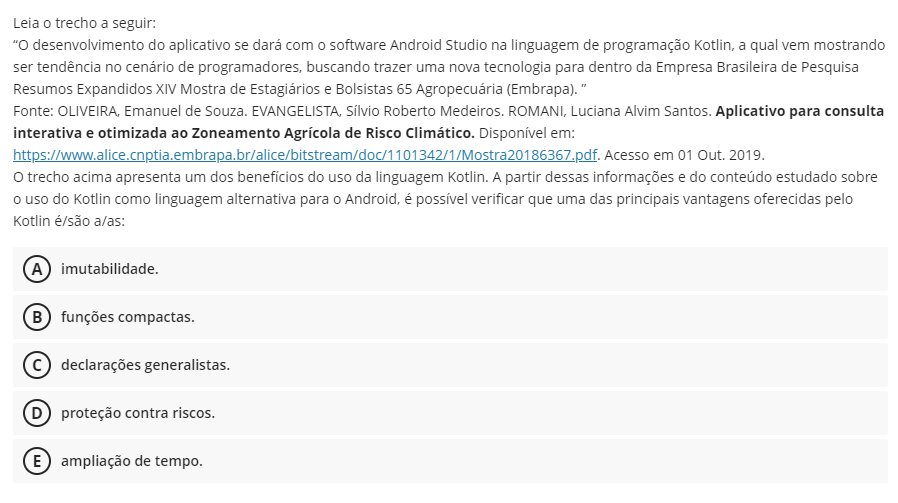 Leia o trecho a seguir:
“O desenvolvimento do aplicativo se dará com o software Android Studio na linguagem de programação Kotlin, a qual vem mostrando
ser tendência no cenário de programadores, buscando trazer uma nova tecnologia para dentro da Empresa Brasileira de Pesquisa
Resumos Expandidos XIV Mostra de Estagiários e Bolsistas 65 Agropecuária (Embrapa). ”
Fonte: OLIVEIRA, Emanuel de Souza. EVANGELISTA, Sílvio Roberto Medeiros. ROMANI, Luciana Alvim Santos. Aplicativo para consulta
interativa e otimizada ao Zoneamento Agrícola de Risco Climático. Disponível em:
https://www.alice.cnptia.embrapa.br/alice/bitstream/doc/1101342/1/Mostra20186367.pdf. Acesso em 01 Out. 2019.
O trecho acima apresenta um dos benefícios do uso da linguagem Kotlin. A partir dessas informações e do conteúdo estudado sobre
o uso do Kotlin como linguagem alternativa para o Android, é possível verificar que uma das principais vantagens oferecidas pelo
Kotlin é/são a/as:
A imutabilidade.
B funções compactas.
C declarações generalistas.
D proteção contra riscos.
E ampliação de tempo.